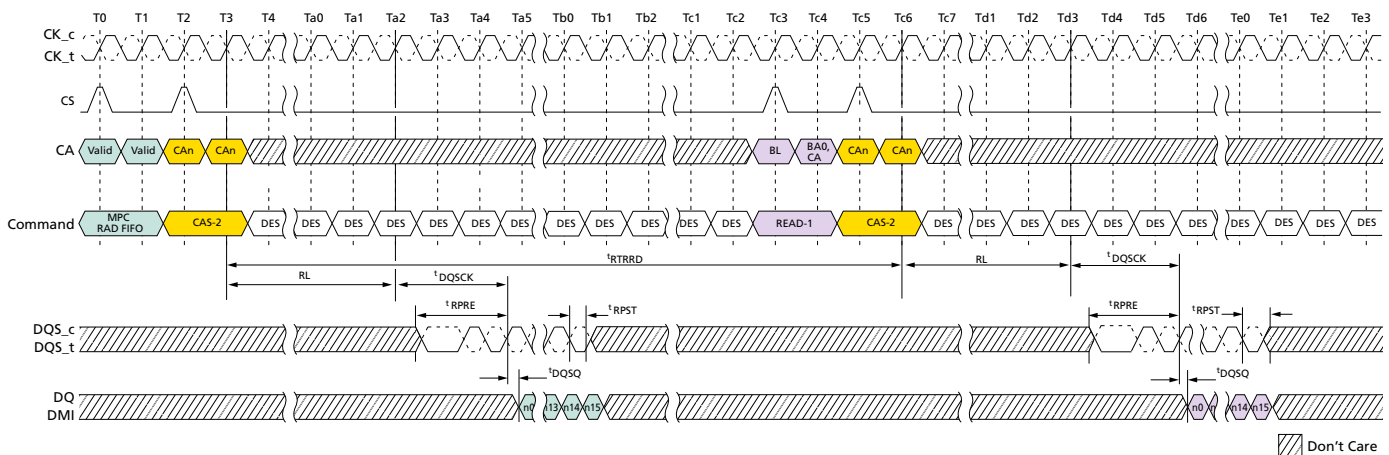 T0 T1 T2 T3 T4 Ta0 Ta1 Ta2 Ta3 Ta4 Ta5 Tb0 Tb1 Tb2 Tc1 Tc2 Tc3 Tc4 Tc5 Tc6 Tc7 Td1 Td2 Td3 Td4 Td5 Td6 Te0 Te1 Te2 Te3
CK_c
CK_t
CS
CA Valid Valid CAn CAn BL BA0, CA CAn CAn
Command MPC RAD FIFO CAS-2 DES DES DES DES DES DES DES DES DES DES DES DES READ-1 CAS-2 DES DES DES DES DES DES DES DES DES DES DES
tRTRRD
RL tDQSCK RL tDQSCK
tRPRE tRPST tRPRE tRPST
DQS_c
DQS_t
tDQSQ tDQSQ
DQ
DMI
n0 n13 n14 n15 n0 n14 n15
Don't Care